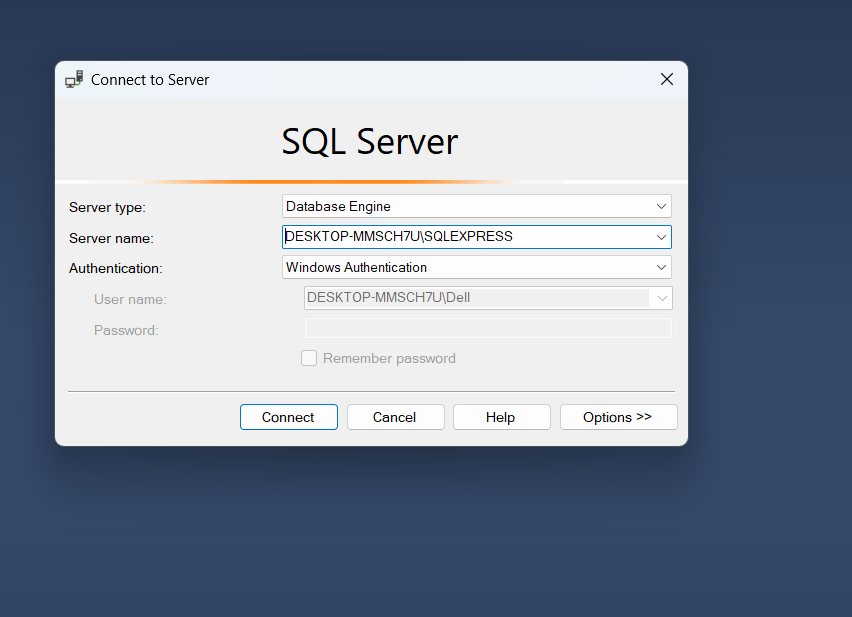 Connect to Server
SQL Server
Server type: Database Engine
Server name: DESKTOP-MMSCH7U\SQLEXPRESS
Authentication: Windows Authentication
User name: DESKTOP-MMSCH7U\Dell
Password:
Remember password
Connect Cancel Help Options >>